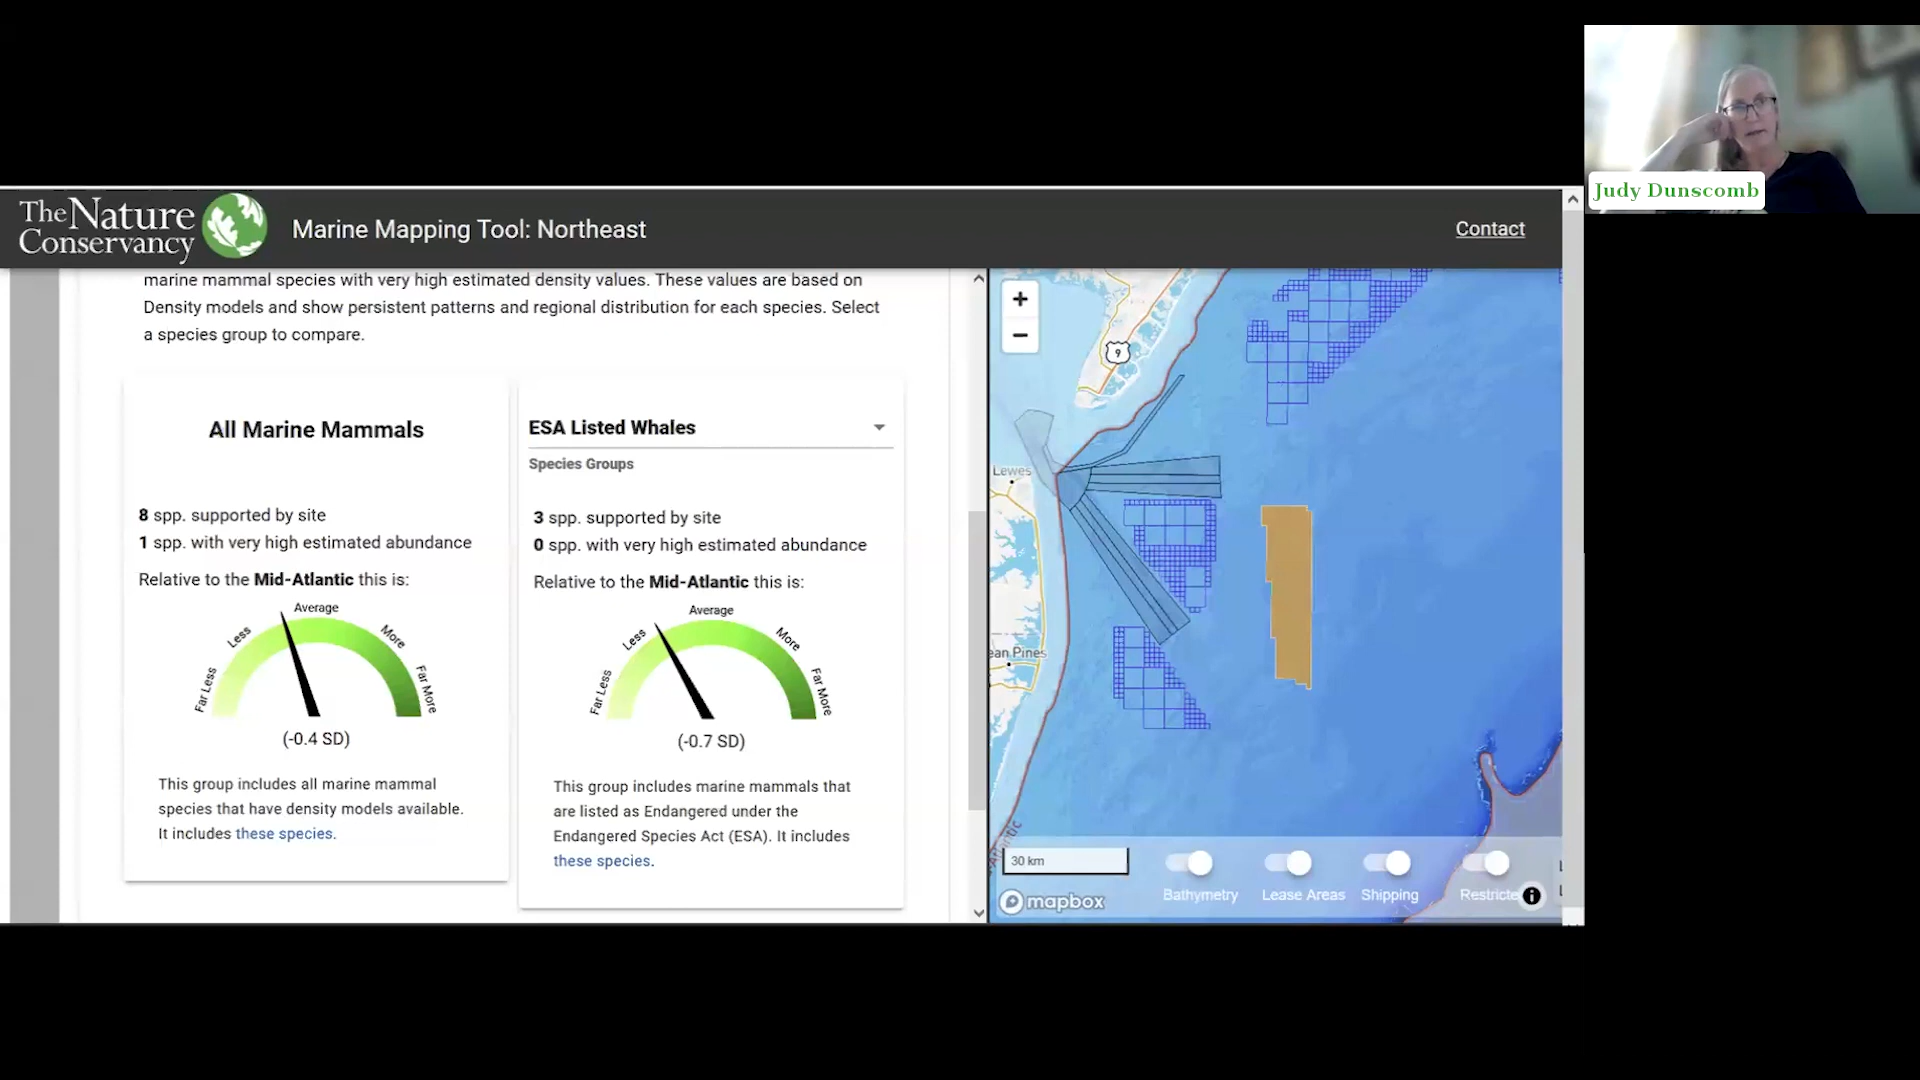 Judy Dunscomb
The Nature
Conservancy
Marine Mapping Tool: Northeast
Contact
marine mammal species with very high estimated density values. These values are based on
Density models and show persistent patterns and regional distribution for each species. Select
a species group to compare.
All Marine Mammals
8 spp. supported by site
1 spp. with very high estimated abundance
Relative to the Mid-Atlantic this is:
Far Less
Less
Average
More
Far More
(-0.4 SD)
This group includes all marine mammal
species that have density models available.
It includes these species.
ESA Listed Whales
Species Groups
3 spp. supported by site
0 spp. with very high estimated abundance
Relative to the Mid-Atlantic this is:
Far Less
Less
Average
More
Far More
(-0.7 SD)
This group includes marine mammals that
are listed as Endangered under the
Endangered Species Act (ESA). It includes
these species.
+
−
9
Lewes
ean Pines
30 km
mapbox
Bathymetry
Lease Areas
Shipping
Restricte
i